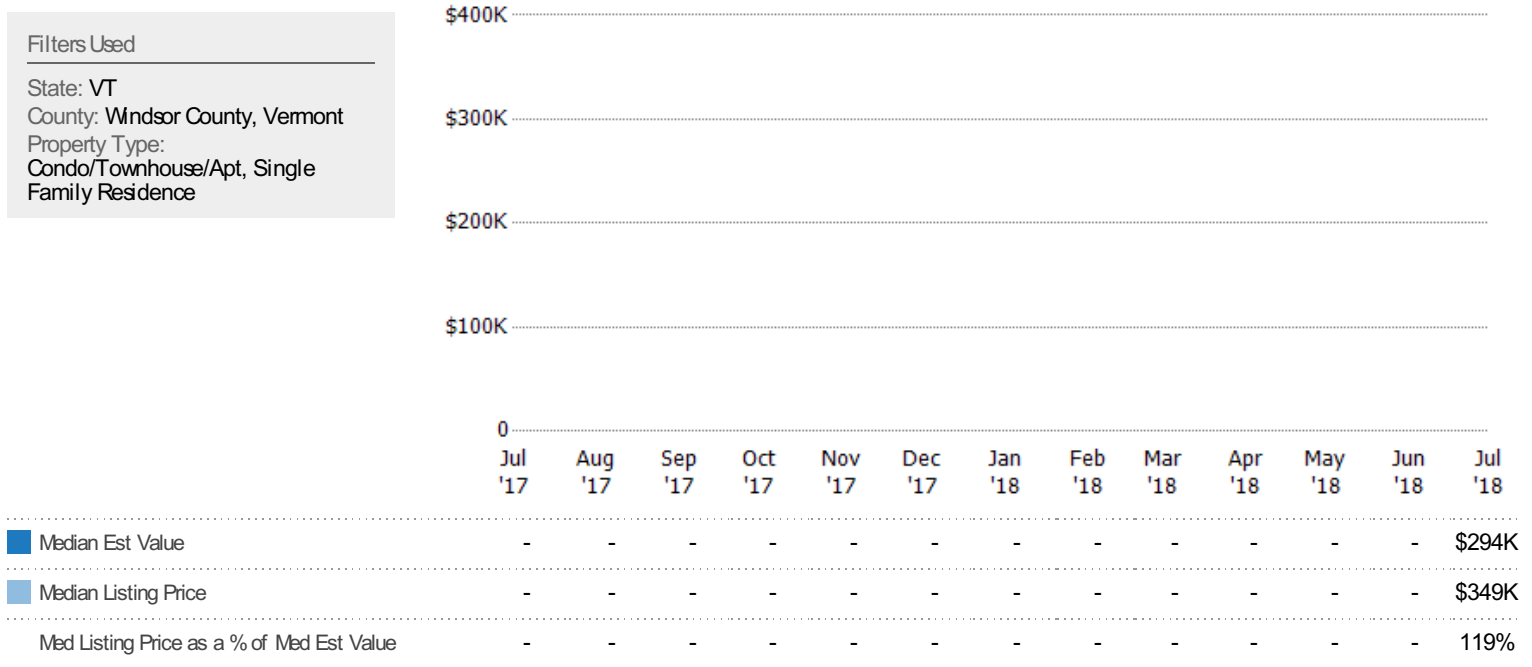 Filters Used
State: VT
County: Windsor County, Vermont
Property Type:
Condo/Townhouse/Apt, Single
Family Residence
$400K
$300K
$200K
$100K
0
Jul Aug Sep Oct Nov Dec Jan Feb Mar Apr May Jun Jul
'17 '17 '17 '17 '17 '17 '18 '18 '18 '18 '18 '18 '18
Median Est Value - - - - - - - - - - - - $294K
Median Listing Price - - - - - - - - - - - - $349K
Med Listing Price as a % of Med Est Value - - - - - - - - - - - - 119%